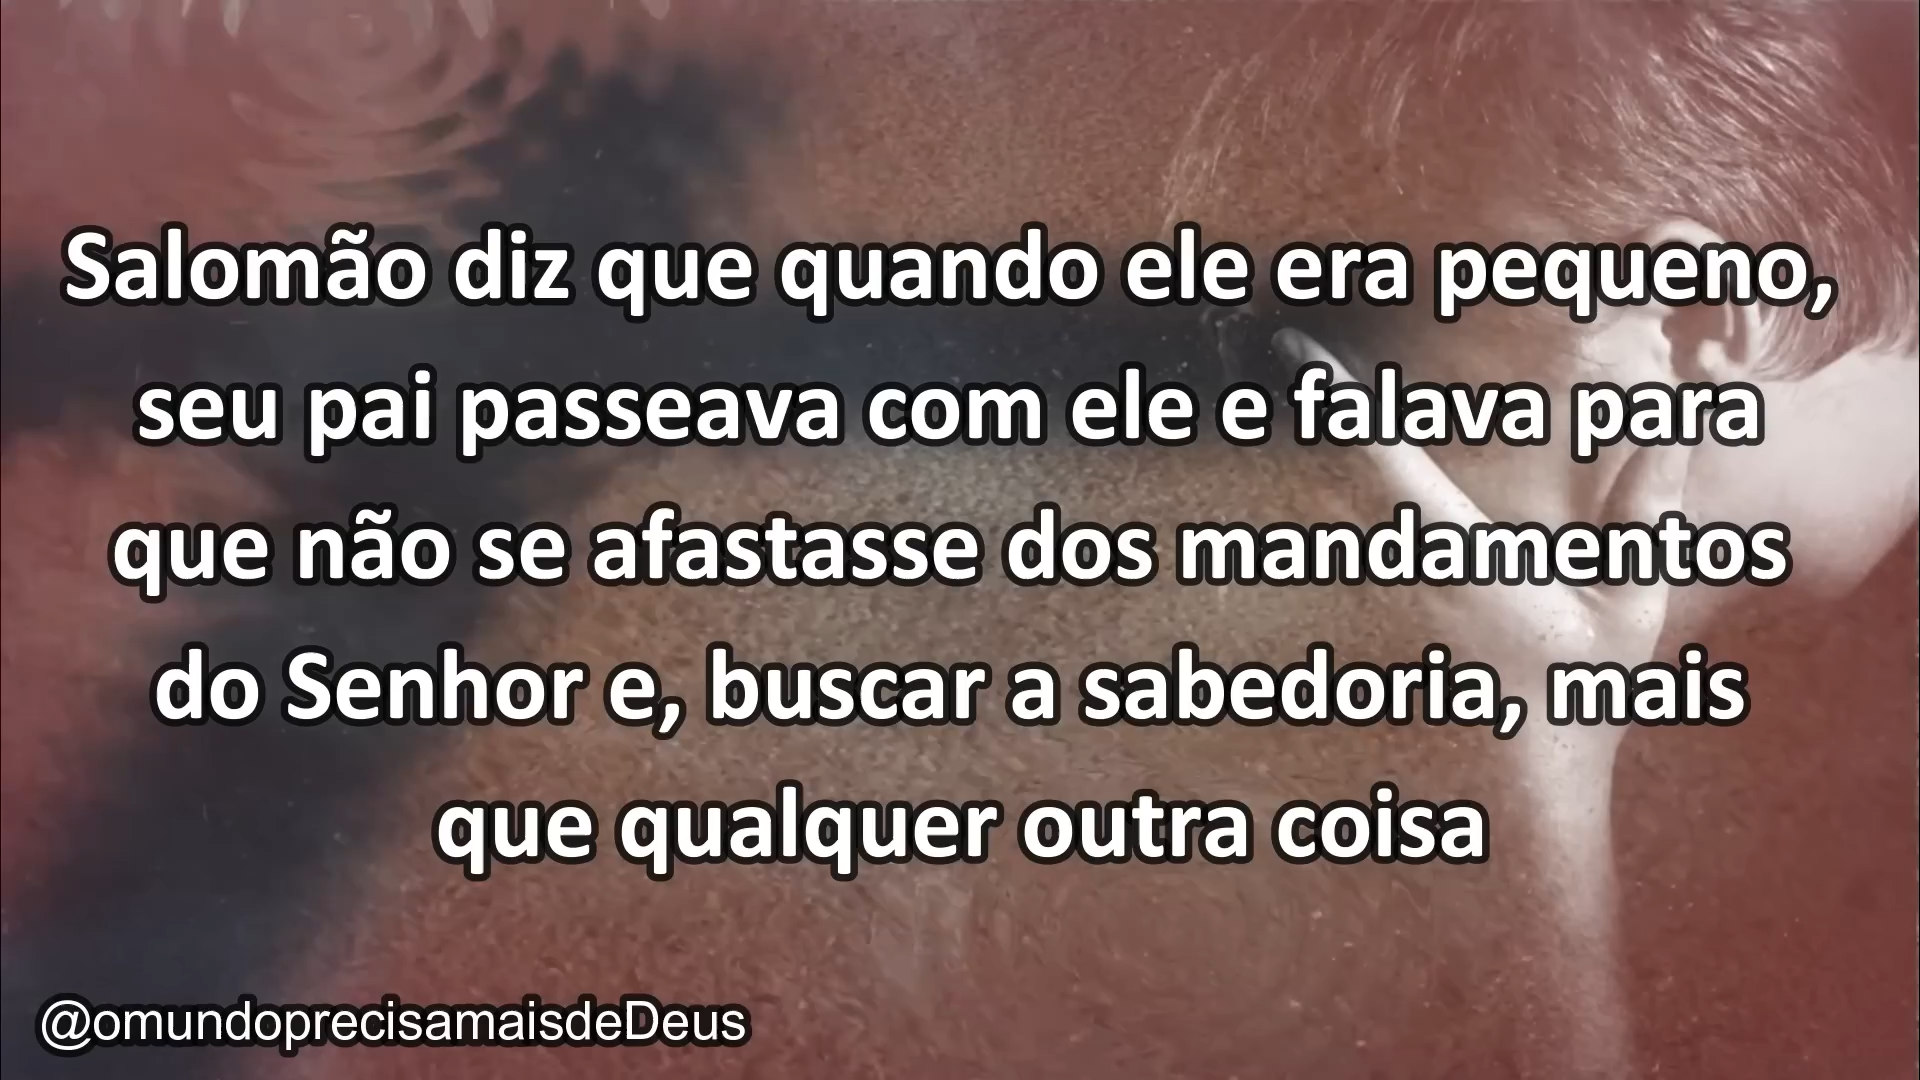 Salomão diz que quando ele era pequeno,
seu pai passeava com ele e falava para
que não se afastasse dos mandamentos
do Senhor e, buscar a sabedoria, mais
que qualquer outra coisa
@omundoprecisamaisdeDeus